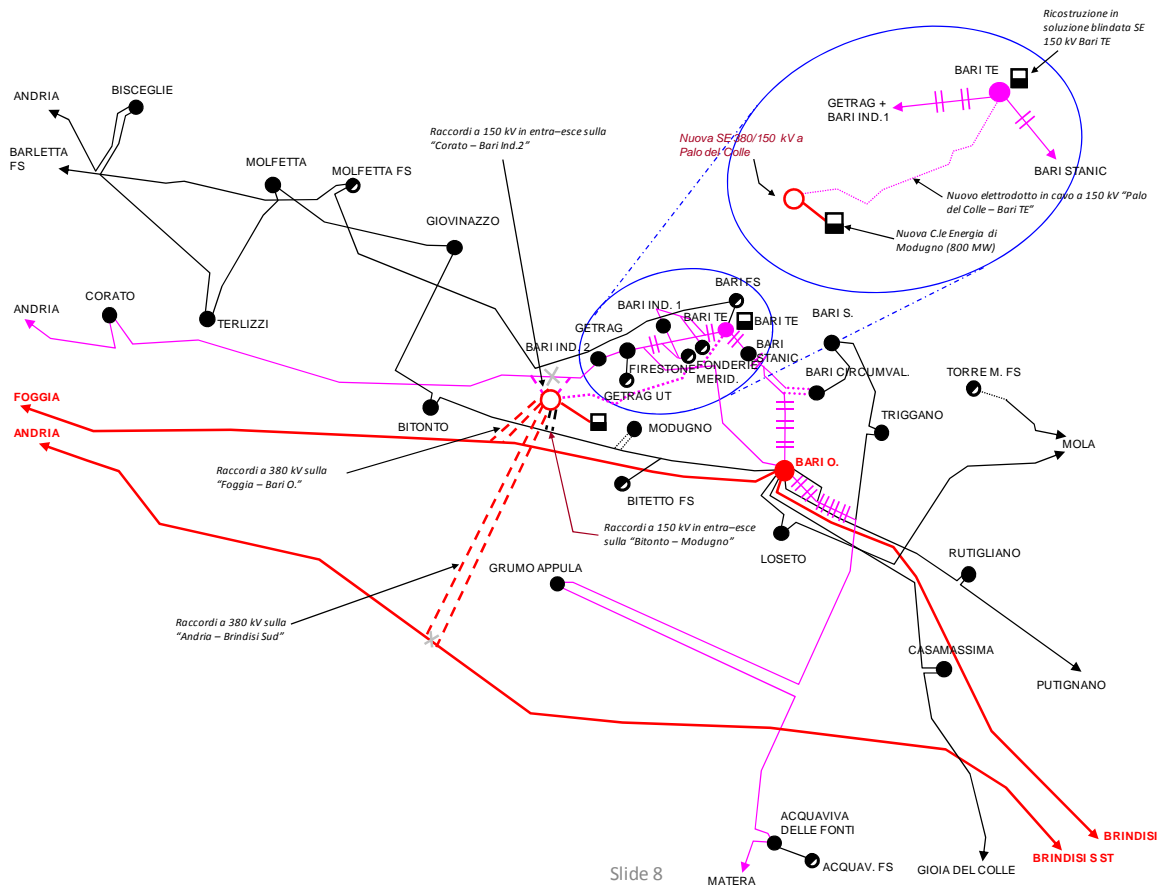 Ricostruzione in
soluzione blindata SE
150 kV Bari TE
BARI TE
GETRAG +
BARI IND.1
BARI STANIC
Nuova SE 380/150 kV a
Palo del Colle
Nuovo elettrodotto in cavo a 150 kV “Palo
del Colle – Bari TE”
Nuova C.le Energia di
Modugno (800 MW)
ANDRIA
BISCEGLIE
BARLETTA
FS
MOLFETTA
MOLFETTA FS
Raccordi a 150 kV in entra–esce sulla
“Corato – Bari Ind.2”
GIOVINAZZO
ANDRIA
CORATO
TERLIZZI
BARI FS
BARI IND. 1
BARI TE
BARI TE
GETRAG
BARI IND. 2
BARI
STANIC
BARI S.
FIRESTONE
FONDERIE
MERID.
GETRAG UT
BARI CIRCUMVAL.
TORRE M. FS
TRIGGANO
MOLA
FOGGIA
ANDRIA
BITONTO
MODUGNO
BARI O.
Raccordi a 380 kV sulla
“Foggia – Bari O.”
BITETTO FS
Raccordi a 150 kV in entra–esce
sulla “Bitonto – Modugno”
LOSETO
RUTIGLIANO
GRUMO APPULA
Raccordi a 380 kV sulla
“Andria – Brindisi Sud”
CASAMASSIMA
PUTIGNANO
ACQUAVIVA
DELLE FONTI
ACQUAV. FS
MATERA
GIOIA DEL COLLE
BRINDISI
BRINDISI S ST
Slide 8